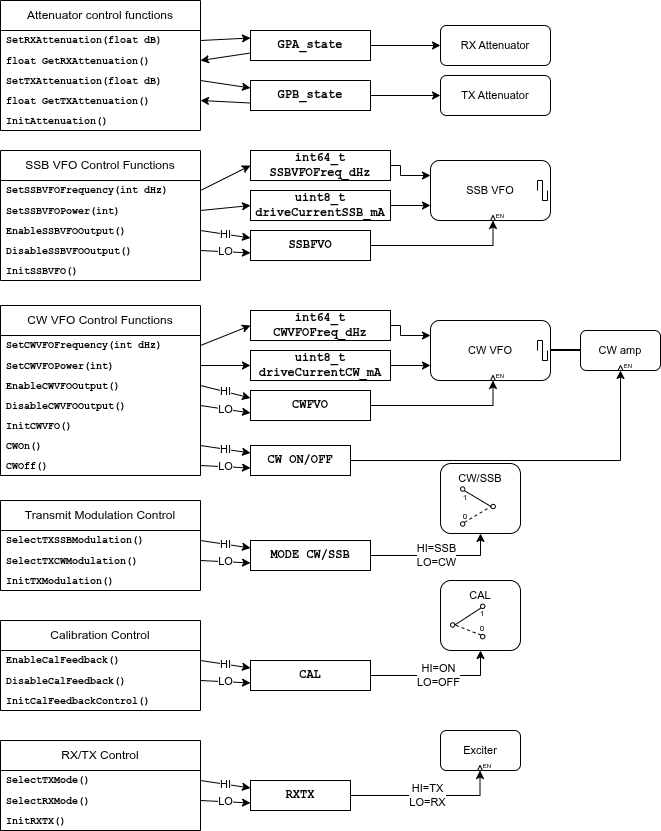 Attenuator control functions
SetRXAttenuation(float dB)
float GetRXAttenuation()
SetTXAttenuation(float dB)
float GetTXAttenuation()
InitAttenuation()
GPA_state
RX Attenuator
GPB_state
TX Attenuator
SSB VFO Control Functions
SetSSBVFOFrequency(int dHz)
SetSSBVFOPower(int)
EnableSSBVFOOutput()
DisableSSBVFOOutput()
InitSSBVFO()
HI
LO
int64_t
SSBVFOFreq_dHz
uint8_t
driveCurrentSSB_mA
SSBFVO
SSB VFO
EN
CW VFO Control Functions
SetCWVFOFrequency(int dHz)
SetCWVFOPower(int)
EnableCWVFOOutput()
DisableCWVFOOutput()
InitCWVFO()
CWOn()
CWOff()
HI
LO
HI
LO
int64_t
CWVFOFreq_dHz
uint8_t
driveCurrentCW_mA
CWFVO
CW ON/OFF
CW VFO
EN
CW amp
EN
Transmit Modulation Control
SelectTXSSBModulation()
SelectTXCWModulation()
InitTXModulation()
HI
LO
MODE CW/SSB
HI=SSB
LO=CW
CW/SSB
1
0
Calibration Control
EnableCalFeedback()
DisableCalFeedback()
InitCalFeedbackControl()
HI
LO
CAL
HI=ON
LO=OFF
CAL
1
0
RX/TX Control
SelectTXMode()
SelectRXMode()
InitRXTX()
HI
LO
RXTX
HI=TX
LO=RX
Exciter
EN